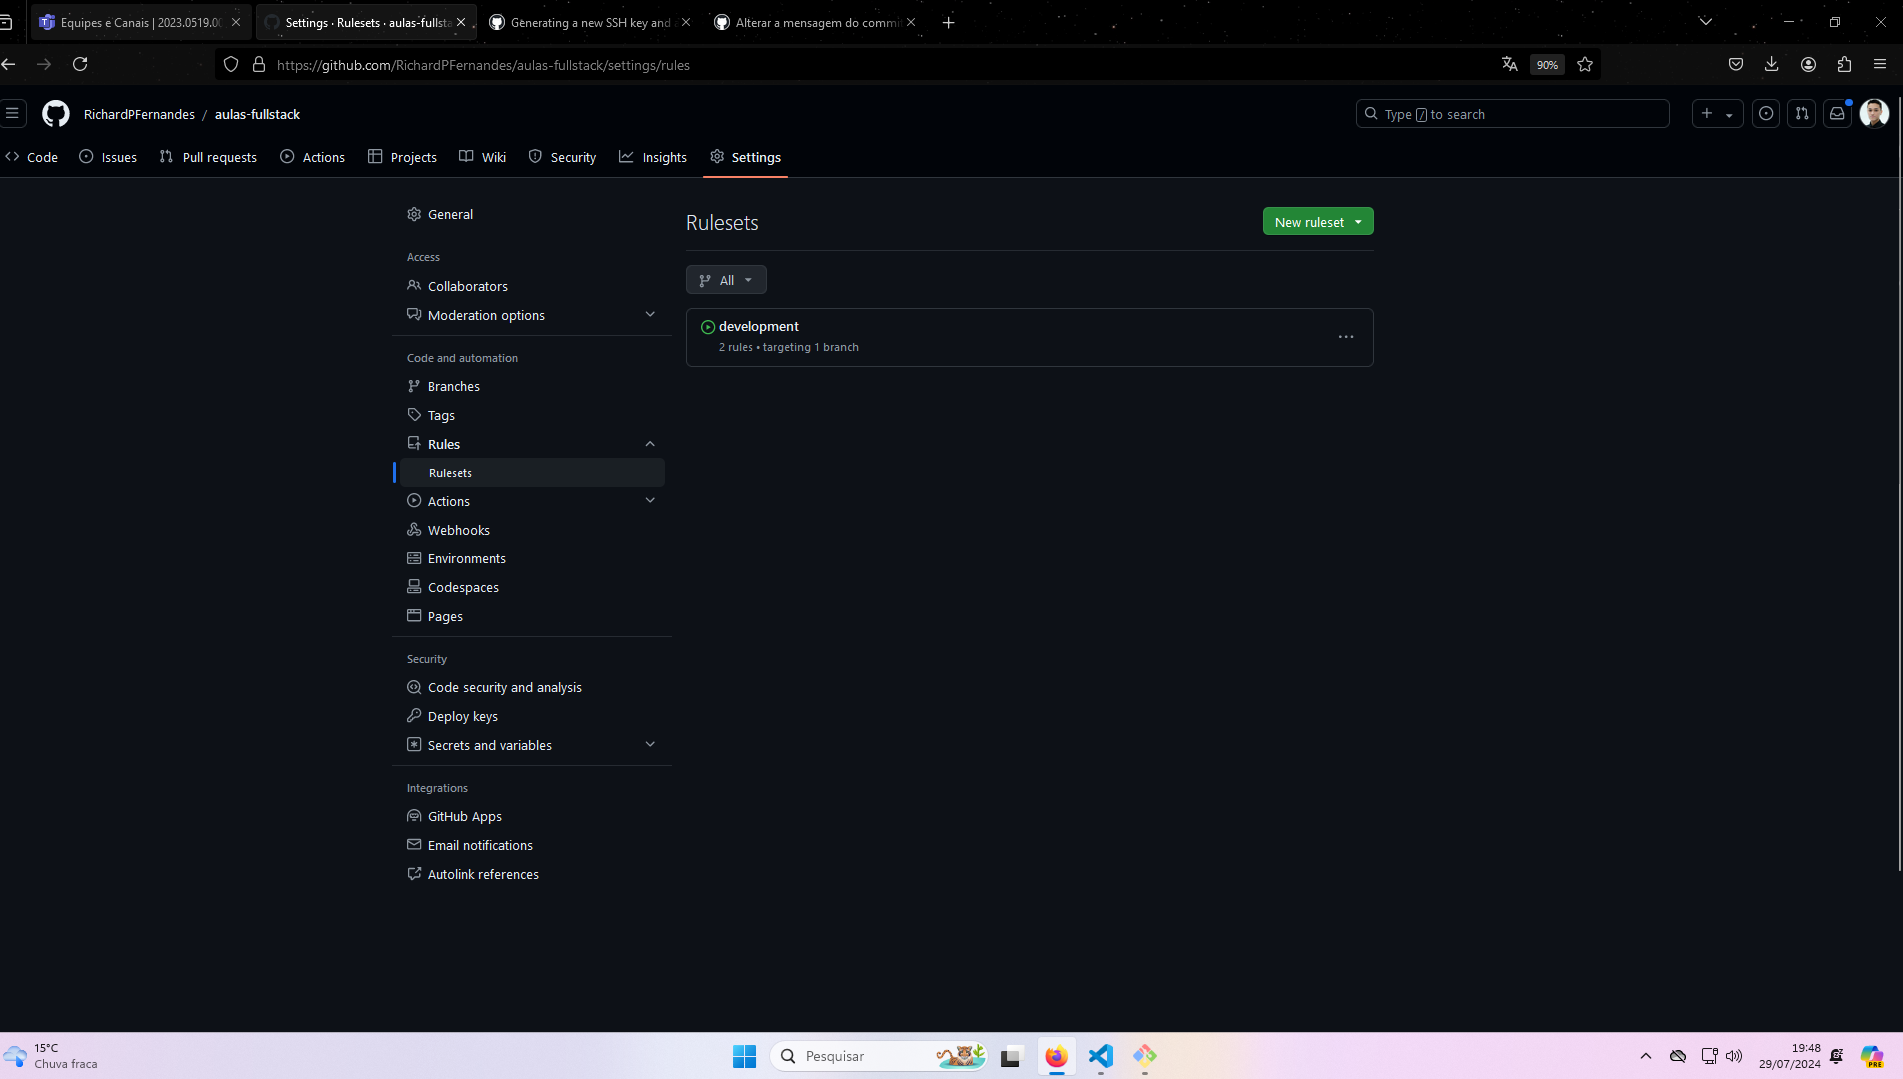 Equipes e Canais | 2023.0519.00
Settings · Rulesets · aulas-fullsta
Generating a new SSH key and
Alterar a mensagem do commi
https://github.com/RichardPFernandes/aulas-fullstack/settings/rules
90%
RichardPFernandes / aulas-fullstack
Type / to search
Code
Issues
Pull requests
Actions
Projects
Wiki
Security
Insights
Settings
General
Access
Collaborators
Moderation options
Code and automation
Branches
Tags
Rules
Rulesets
Actions
Webhooks
Environments
Codespaces
Pages
Security
Code security and analysis
Deploy keys
Secrets and variables
Integrations
GitHub Apps
Email notifications
Autolink references
Rulesets
New ruleset
All
development
2 rules • targeting 1 branch
15°C
Chuva fraca
Pesquisar
19:48
29/07/2024
PRE